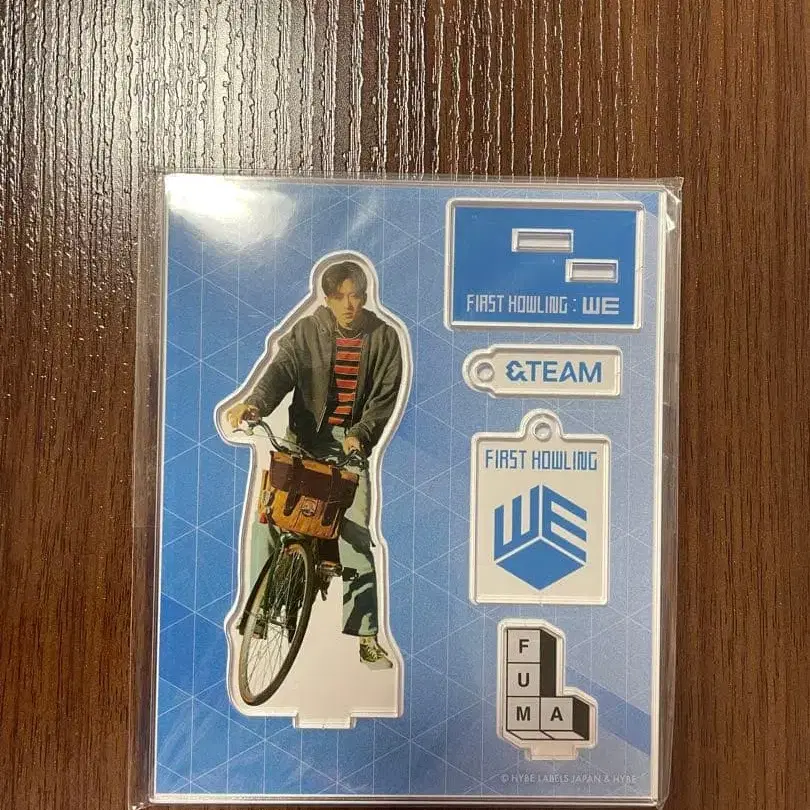 FIRST HOWLING : WE
&TEAM
FIRST HOWLING
WE
F
U
M A
© HYBE LABELS JAPAN & HYBE